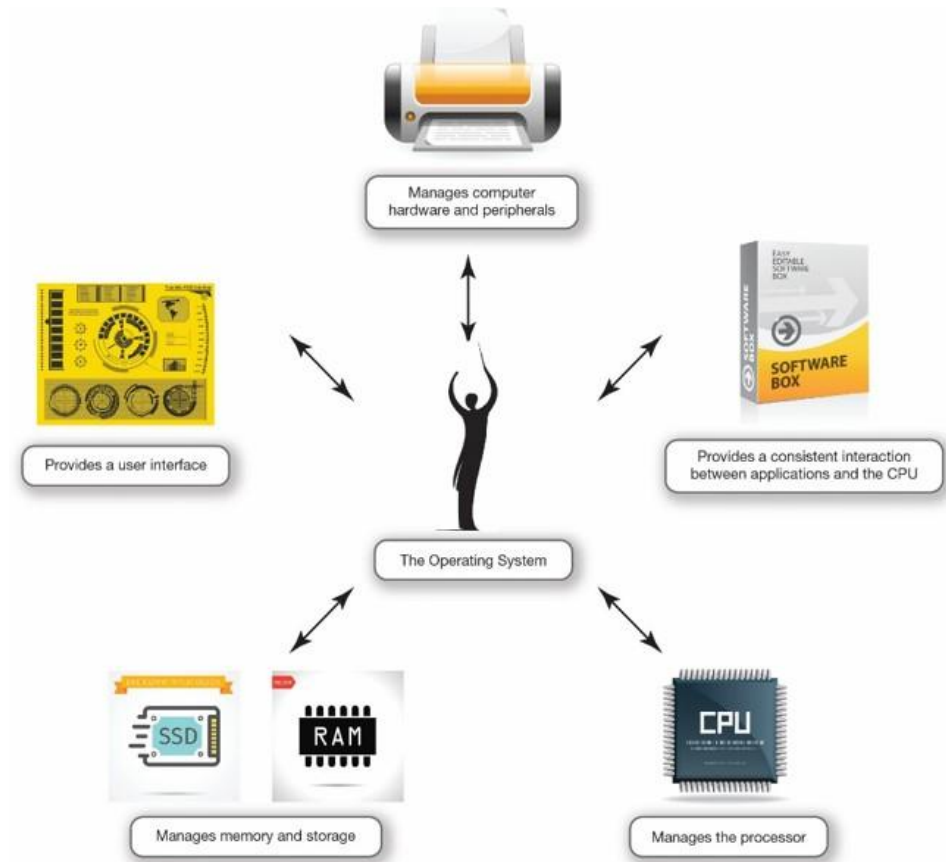 Manages computer
hardware and peripherals
EASY
EDITABLE
SOFTWARE
BOX
SOFTWARE BOX
SOFTWARE
BOX
Provides a user interface
Provides a consistent interaction
between applications and the CPU
The Operating System
SSD
RAM
CPU
Manages memory and storage
Manages the processor